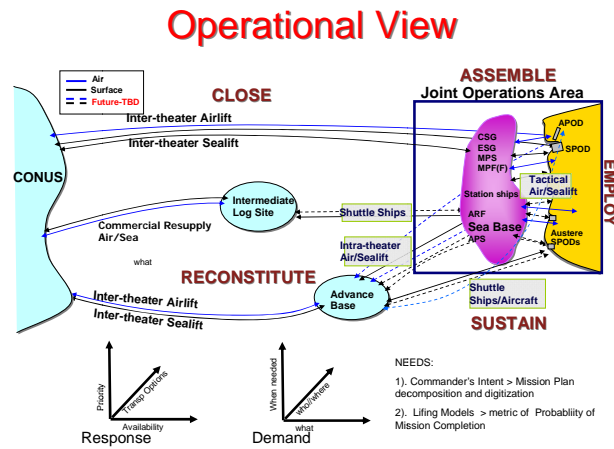 Operational View
Air
Surface
Future-TBD
CLOSE
ASSEMBLE
Joint Operations Area
Inter-theater Airlift
Inter-theater Sealift
CONUS
CSG
ESG
MPS
MPF(F)
Station ships
ARF
Sea Base
APS
APOD
SPOD
Tactical
Air/Sealift
EMPLOY
Austere
SPODs
Intermediate
Log Site
Shuttle Ships
Commercial Resupply
Air/Sea
what
Intra-theater
Air/Sealift
RECONSTITUTE
Advance
Base
Inter-theater Airlift
Inter-theater Sealift
Shuttle
Ships/Aircraft
SUSTAIN
Priority
Transp Options
Availability
Response
When needed
who//where
what
Demand
NEEDS:
1). Commander's Intent > Mission Plan
decomposition and digitization
2). Lifing Models > metric of Probabliity of
Mission Completion